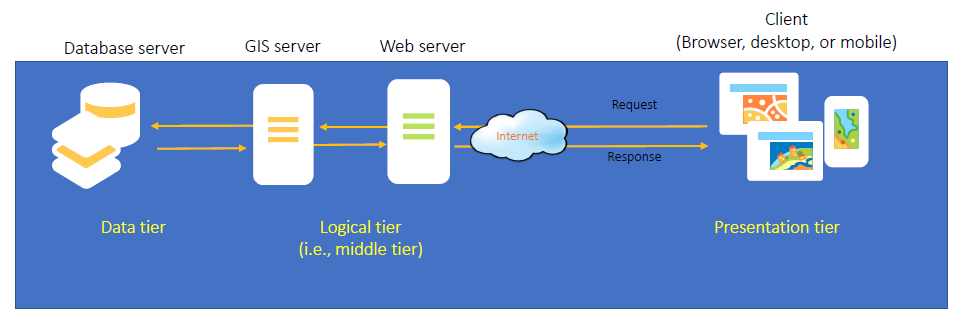 Database server
GIS server
Web server
Client
(Browser, desktop, or mobile)
Request
Internet
Response
Data tier
Logical tier
(i.e., middle tier)
Presentation tier